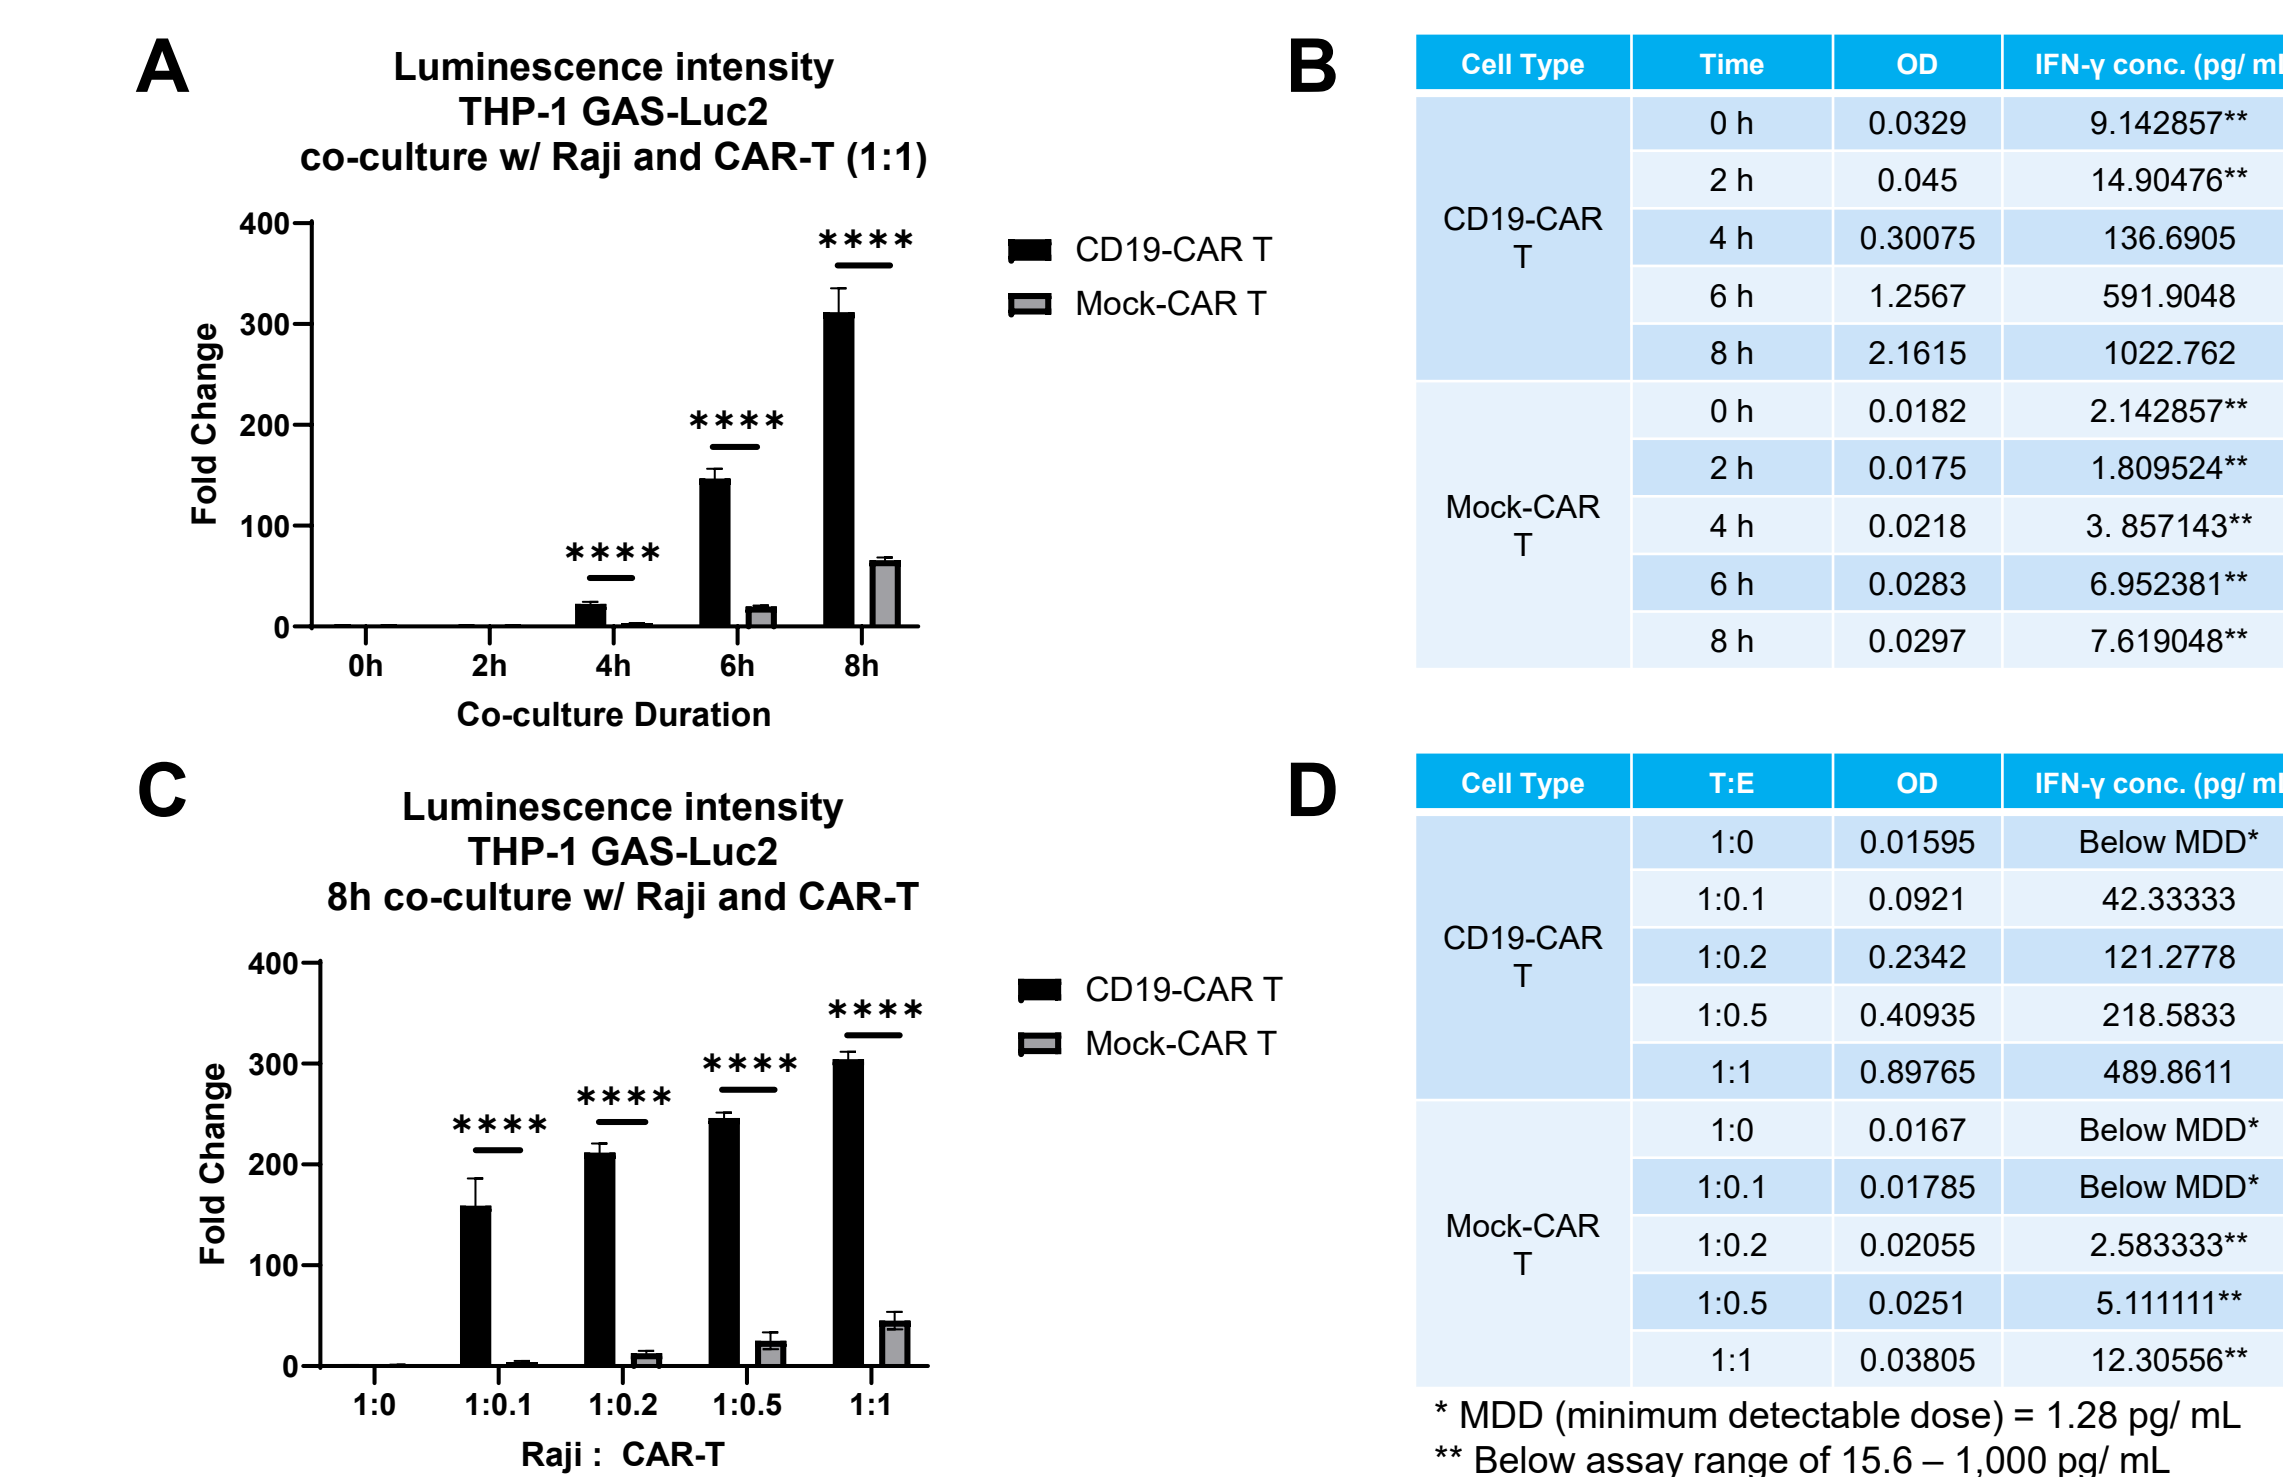 A
Luminescence intensity
THP-1 GAS-Luc2
co-culture w/ Raji and CAR-T (1:1)
Fold Change
400
300
200
100
0
****
****
****
0h 2h 4h 6h 8h
Co-culture Duration
CD19-CAR T
Mock-CAR T
B
Cell Type Time OD IFN-γ conc. (pg/ ml
CD19-CAR T
0 h 0.0329 9.142857**
2 h 0.045 14.90476**
4 h 0.30075 136.6905
6 h 1.2567 591.9048
8 h 2.1615 1022.762
Mock-CAR T
0 h 0.0182 2.142857**
2 h 0.0175 1.809524**
4 h 0.0218 3. 857143**
6 h 0.0283 6.952381**
8 h 0.0297 7.619048**
C
Luminescence intensity
THP-1 GAS-Luc2
8h co-culture w/ Raji and CAR-T
Fold Change
400
300
200
100
0
****
****
****
****
1:0 1:0.1 1:0.2 1:0.5 1:1
Raji : CAR-T
CD19-CAR T
Mock-CAR T
D
Cell Type T:E OD IFN-γ conc. (pg/ ml
CD19-CAR T
1:0 0.01595 Below MDD*
1:0.1 0.0921 42.33333
1:0.2 0.2342 121.2778
1:0.5 0.40935 218.5833
1:1 0.89765 489.8611
Mock-CAR T
1:0 0.0167 Below MDD*
1:0.1 0.01785 Below MDD*
1:0.2 0.02055 2.583333**
1:0.5 0.0251 5.111111**
1:1 0.03805 12.30556**
* MDD (minimum detectable dose) = 1.28 pg/ mL
** Below assay range of 15.6 – 1,000 pg/ mL